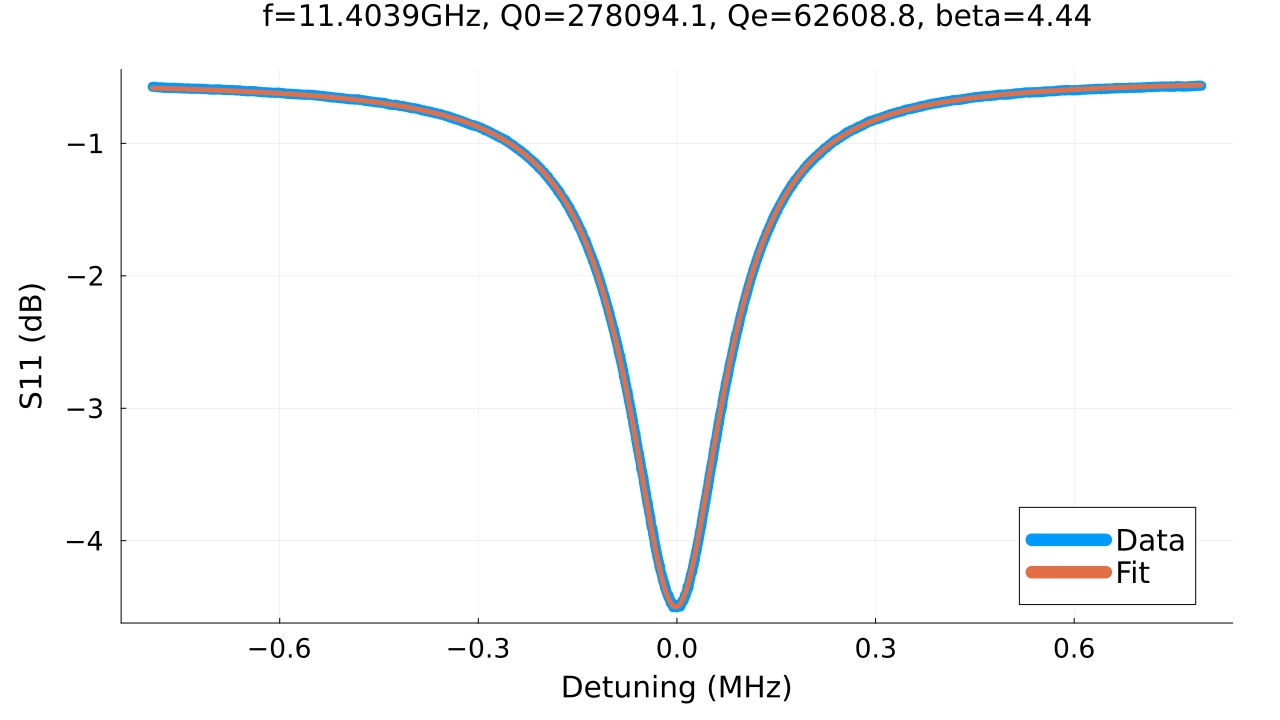 f=11.4039GHz, Q0=278094.1, Qe=62608.8, beta=4.44
−1
−2
−3
−4
S11 (dB)
Data
Fit
−0.6
−0.3
0.0
0.3
0.6
Detuning (MHz)